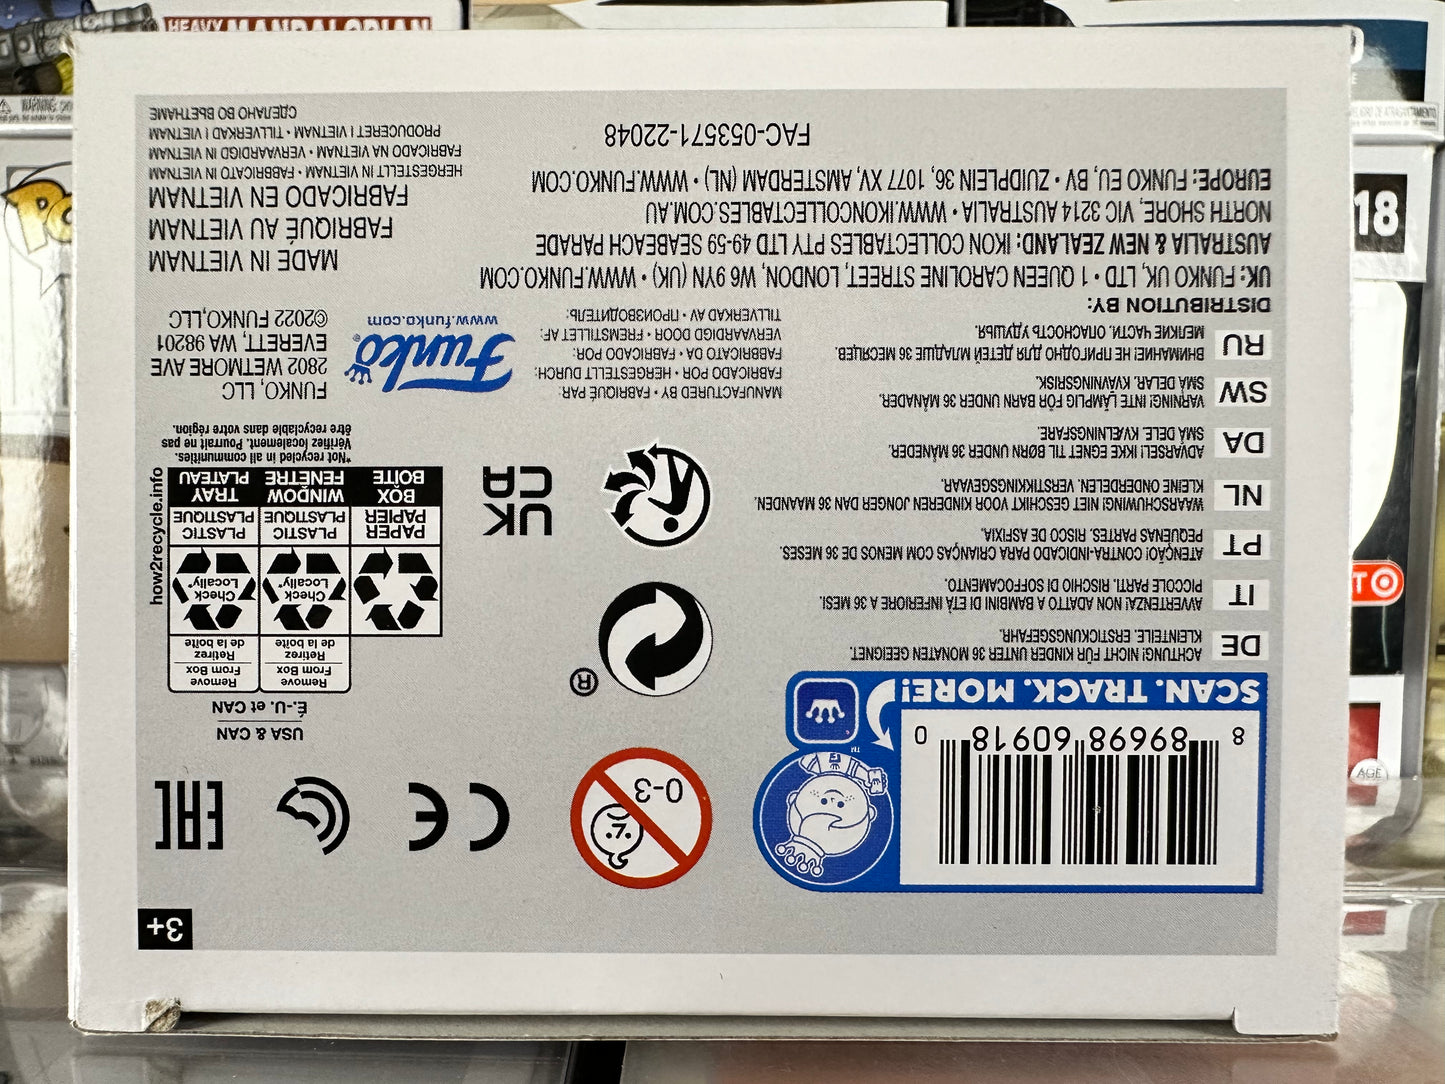 3+
EAC
CE
0-3
8 89698 60918 0
SCAN. TRACK. MORE!
™
USA & CAN
É.-U. et CAN
Remove
From Box
Retirez
de la boîte
Remove
From Box
Retirez
de la boîte
Check
Locally*
Check
Locally*
PAPER
PAPIER
BOX
BOÎTE
PLASTIC
PLASTIQUE
WINDOW
FENÊTRE
PLASTIC
PLASTIQUE
TRAY
PLATEAU
how2recycle.info
*Not recycled in all communities.
Vérifiez localement. Pourrait ne pas
être recyclable dans votre région.
®
UK
CA
DE
ACHTUNG! NICHT FÜR KINDER UNTER 36 MONATEN GEEIGNET.
KLEINTEILE. ERSTICKUNGSGEFAHR.
IT
AVVERTENZA! NON ADATTO A BAMBINI DI ETÀ INFERIORE A 36 MESI.
PICCOLE PARTI. RISCHIO DI SOFFOCAMENTO.
PT
ATENÇÃO! CONTRA-INDICADO PARA CRIANÇAS COM MENOS DE 36 MESES.
PEQUENAS PARTES. RISCO DE ASFIXIA.
NL
WAARSCHUWING! NIET GESCHIKT VOOR KINDEREN JONGER DAN 36 MAANDEN.
KLEINE ONDERDELEN. VERSTIKKINGSGEVAAR.
DA
ADVARSEL! IKKE EGNET TIL BØRN UNDER 36 MÅNEDER.
SMÅ DELE. KVÆLNINGSFARE.
SW
VARNING! INTE LÄMPLIG FÖR BARN UNDER 36 MÅNADER.
SMÅ DELAR. KVÄVNINGSRISK.
RU
ВНИМАНИЕ! НЕ ПРИГОДНО ДЛЯ ДЕТЕЙ МЛАДШЕ 36 МЕСЯЦЕВ.
МЕЛКИЕ ЧАСТИ. ОПАСНОСТЬ УДУШЬЯ.
MANUFACTURED BY • FABRIQUÉ PAR:
FABRICADO POR • HERGESTELLT DURCH:
FABRICATO DA • FABRICADO POR:
VERVAARDIGD DOOR • FREMSTILLET AF:
TILLVERKAD AV • ПРОИЗВОДИТЕЛЬ:
Funko®
www.funko.com
FUNKO, LLC
2802 WETMORE AVE
EVERETT, WA 98201
©2022 FUNKO,LLC
DISTRIBUTION BY:
UK: FUNKO UK, LTD • 1 QUEEN CAROLINE STREET, LONDON, W6 9YN (UK) • WWW.FUNKO.COM
AUSTRALIA & NEW ZEALAND: IKON COLLECTABLES PTY LTD 49-59 SEABEACH PARADE
NORTH SHORE, VIC 3214 AUSTRALIA • WWW.IKONCOLLECTABLES.COM.AU
EUROPE: FUNKO EU, BV • ZUIDPLEIN 36, 1077 XV, AMSTERDAM (NL) • WWW.FUNKO.COM
FAC-053571-22048
MADE IN VIETNAM
FABRIQUÉ AU VIETNAM
FABRICADO EN VIETNAM
HERGESTELLT IN VIETNAM • FABRICATO IN VIETNAM
FABRICADO NA VIETNAM • VERVAARDIGD IN VIETNAM
PRODUCERET I VIETNAM • TILLVERKAD I VIETNAM
СДЕЛАНО ВО ВЬЕТНАМЕ
HEAVY MANDALORIAN
WARNING:
18